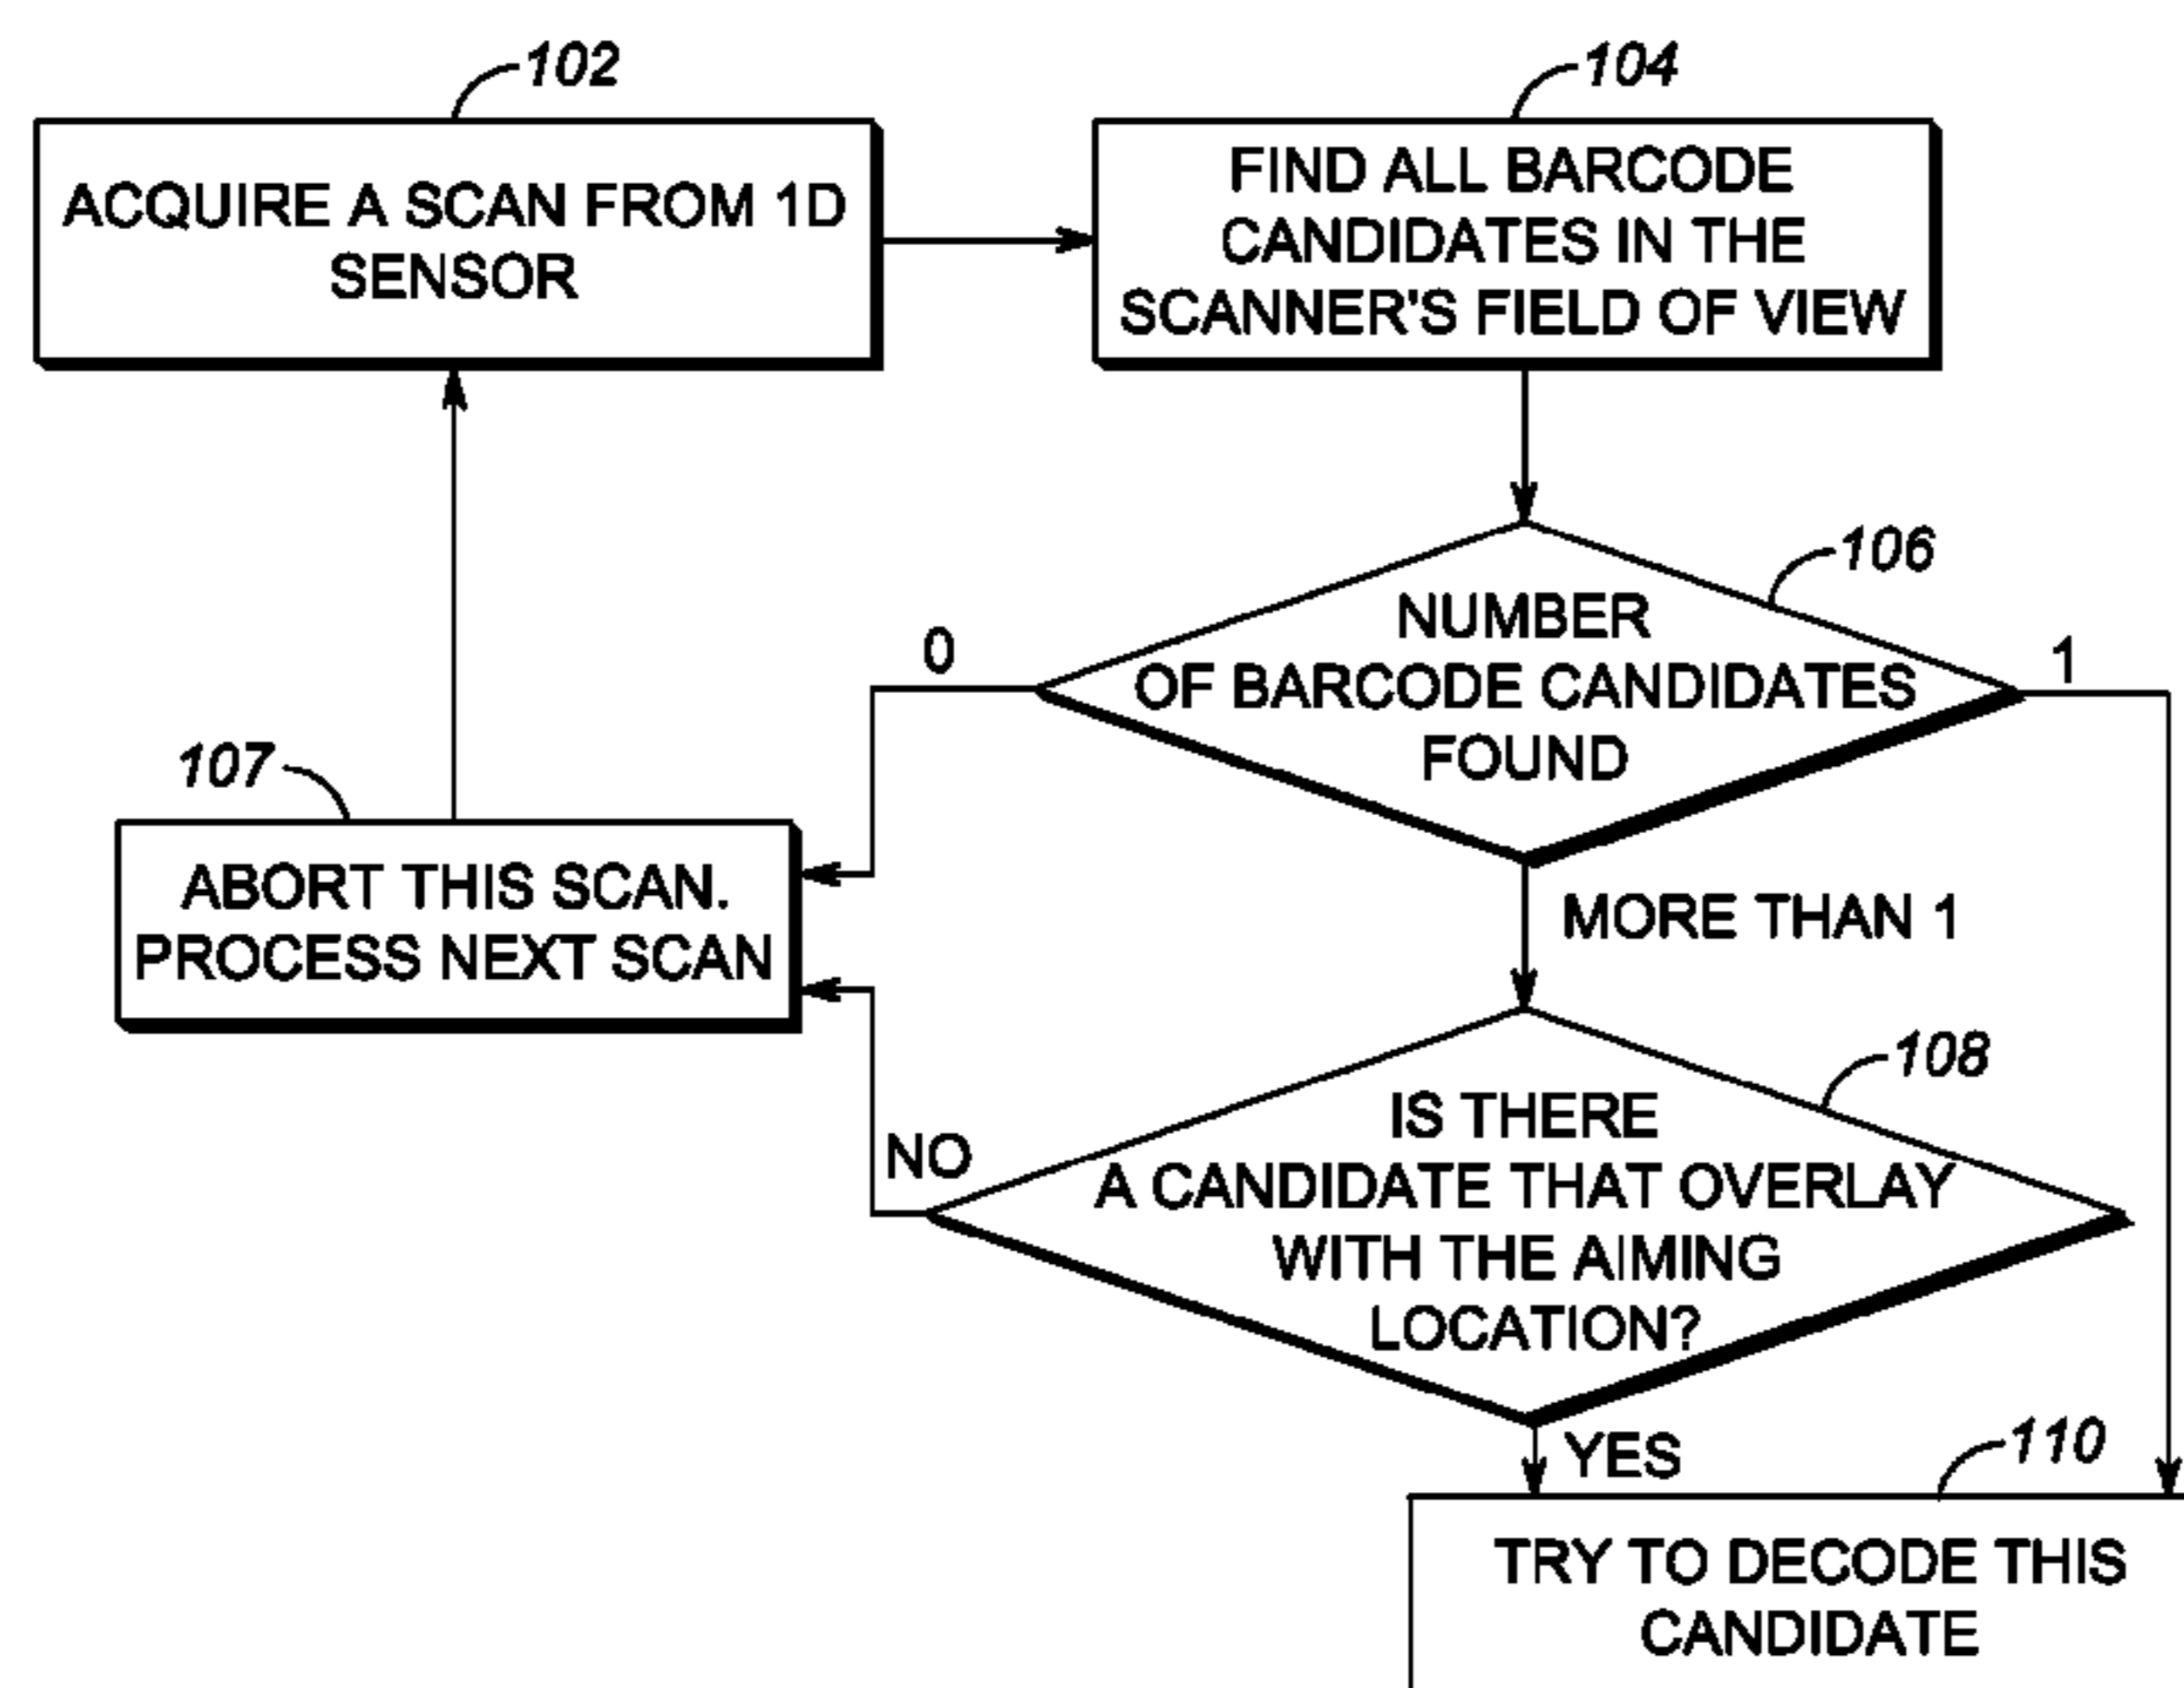 102
ACQUIRE A SCAN FROM 1D
SENSOR
104
FIND ALL BARCODE
CANDIDATES IN THE
SCANNER'S FIELD OF VIEW
106
NUMBER
OF BARCODE CANDIDATES
FOUND
0
1
107
ABORT THIS SCAN.
PROCESS NEXT SCAN
MORE THAN 1
108
IS THERE
A CANDIDATE THAT OVERLAY
WITH THE AIMING
LOCATION?
NO
YES
110
TRY TO DECODE THIS
CANDIDATE